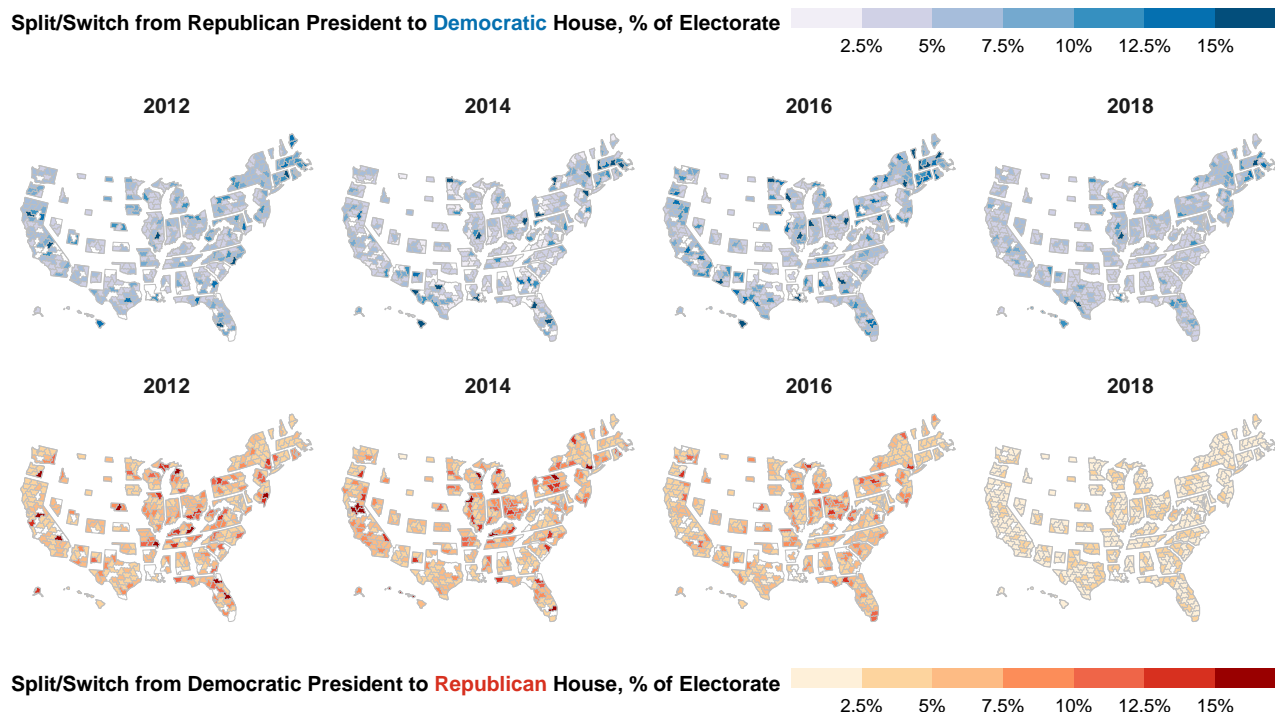 Split/Switch from Republican President to Democratic House, % of Electorate
2.5% 5% 7.5% 10% 12.5% 15%
2012 2014 2016 2018
2012 2014 2016 2018
Split/Switch from Democratic President to Republican House, % of Electorate
2.5% 5% 7.5% 10% 12.5% 15%